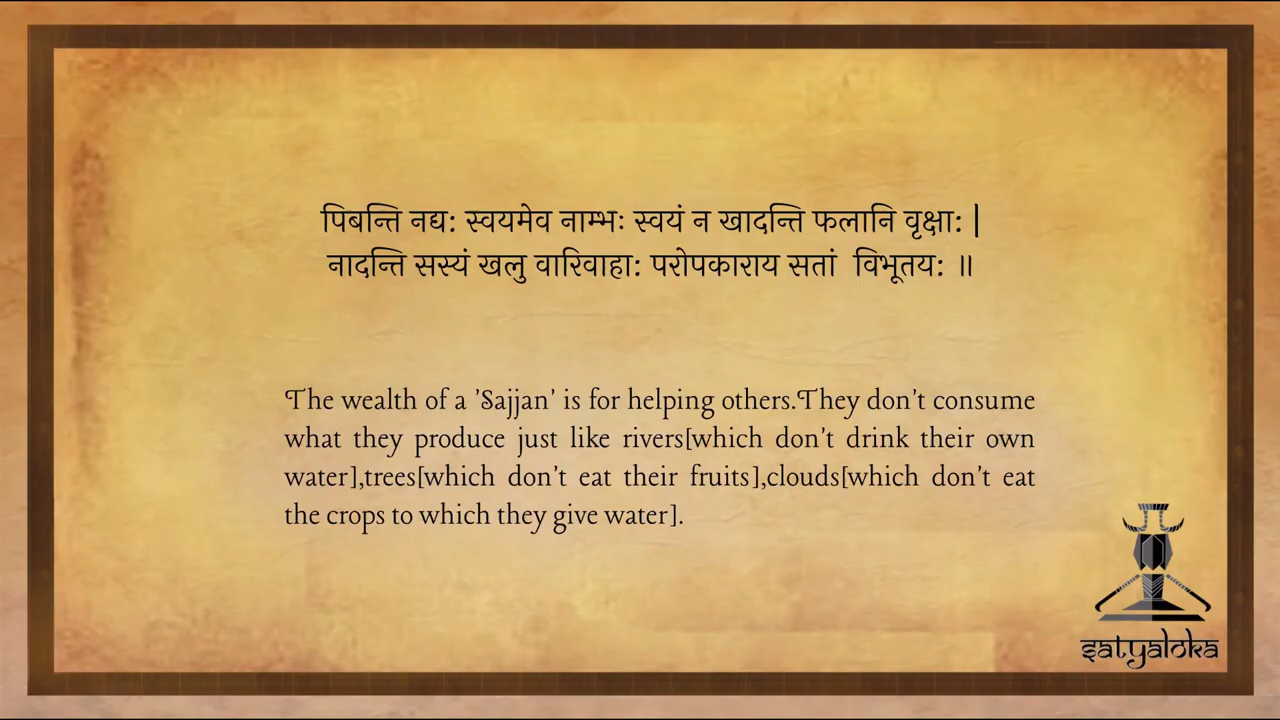 पिबन्ति नद्य: स्वयमेव नाम्भः स्वयं न खादन्ति फलानि वृक्षा: |
नादन्ति सस्यं खलु वारिवाहा: परोपकाराय सतां विभूतय: ॥
The wealth of a 'Sajjan' is for helping others.They don't consume
what they produce just like rivers[which don't drink their own
water],trees[which don't eat their fruits],clouds[which don't eat
the crops to which they give water].
satyaloka